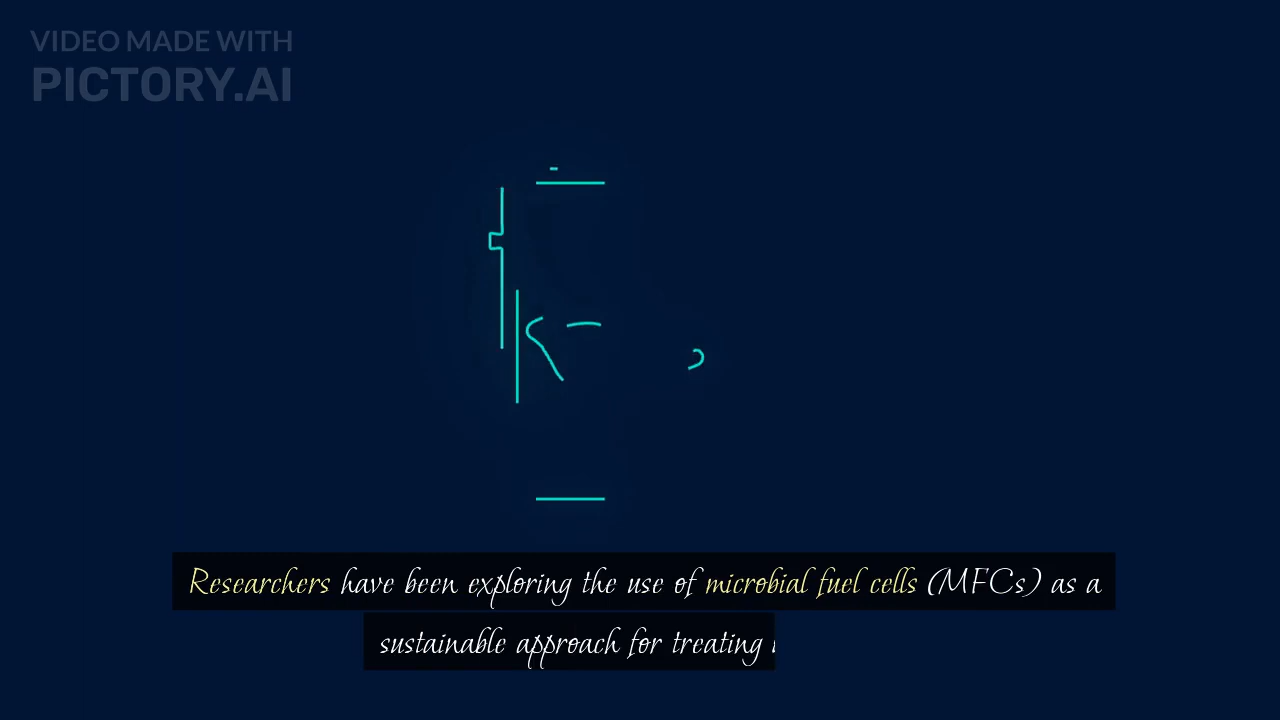 VIDEO MADE WITH
PICTORY.AI
Researchers have been exploring the use of microbial fuel cells (MFCs) as a
sustainable approach for treating